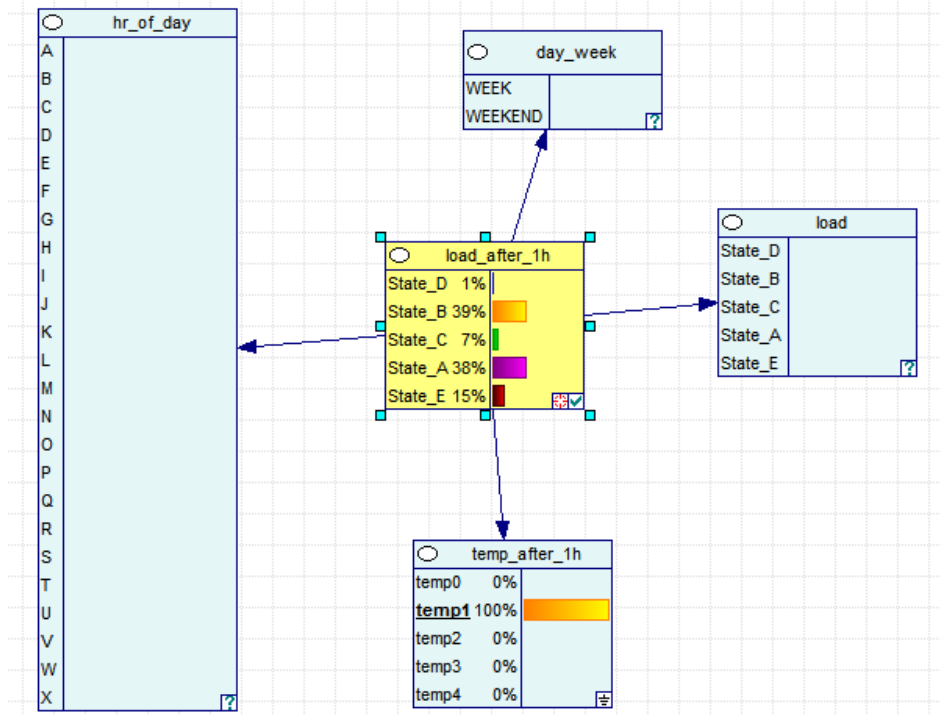 hr_of_day
A
B
C
D
E
F
G
H
I
J
K
L
M
N
O
P
Q
R
S
T
U
V
W
X
?
day_week
WEEK
WEEKEND
?
load
State_D
State_B
State_C
State_A
State_E
?
load_after_1h
State_D 1%
State_B 39%
State_C 7%
State_A 38%
State_E 15%
temp_after_1h
temp0 0%
temp1 100%
temp2 0%
temp3 0%
temp4 0%